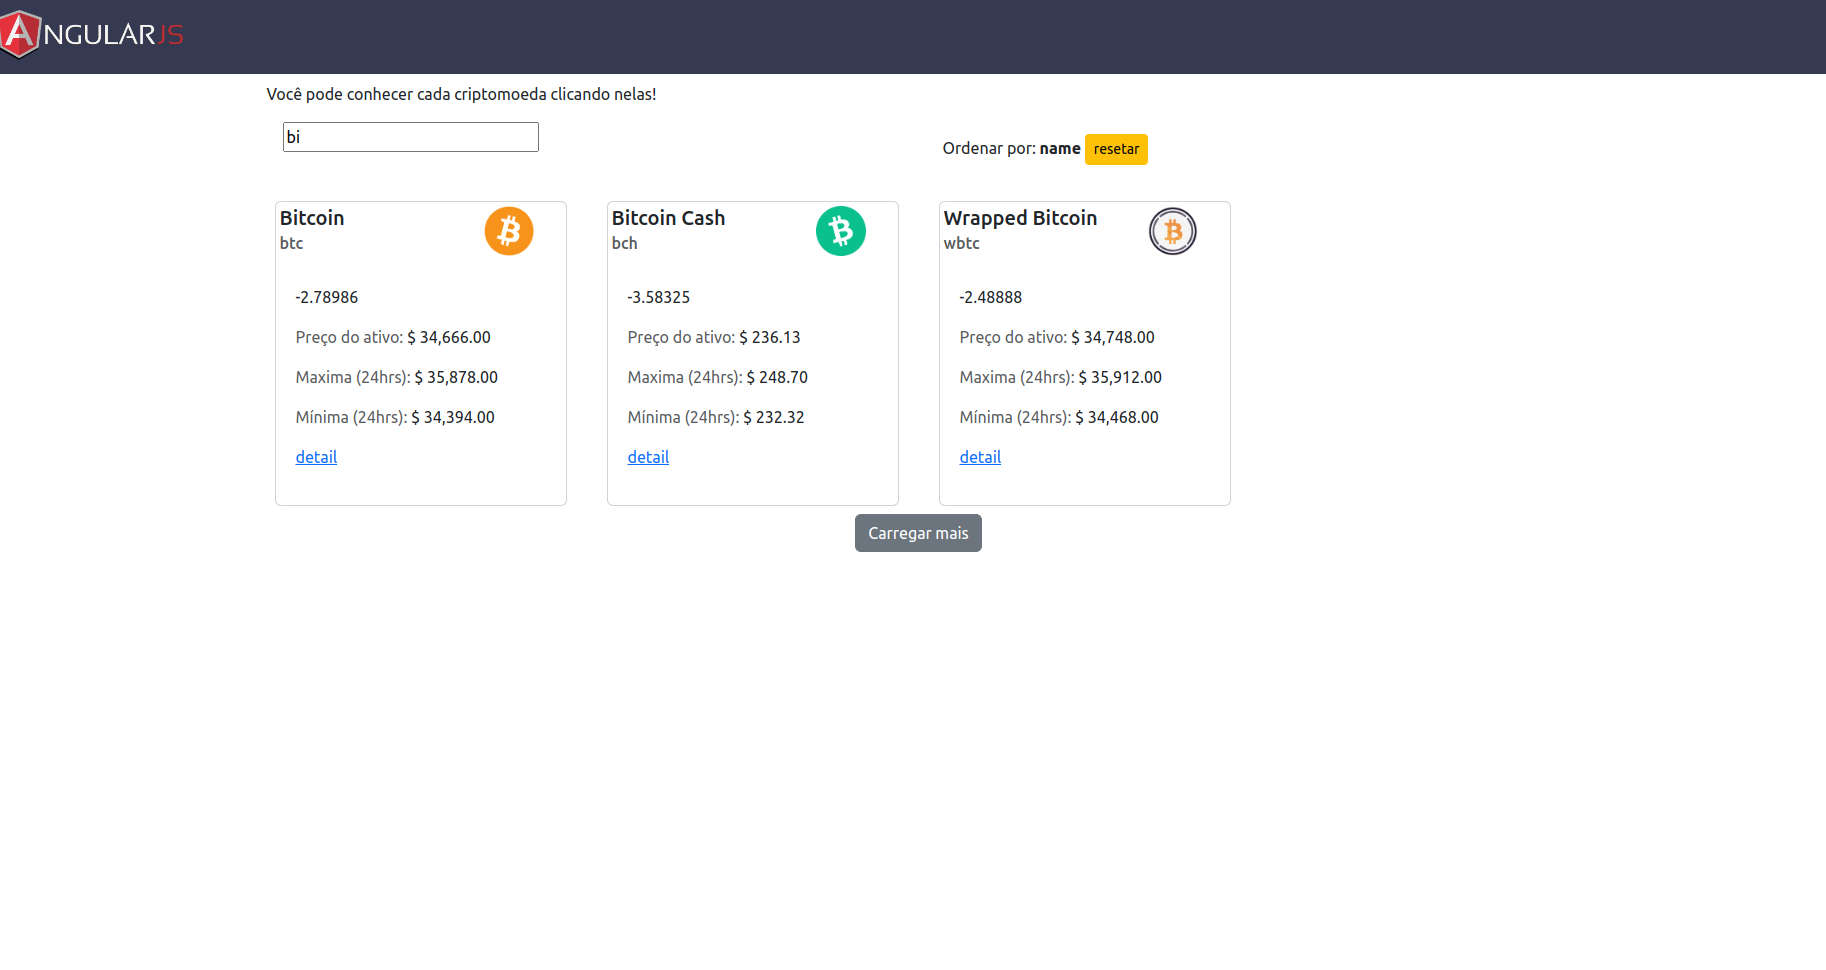 ANGULARJS
Você pode conhecer cada criptomoeda clicando nelas!
bi
Ordenar por: name resetar
Bitcoin
btc
-2.78986
Preço do ativo: $ 34,666.00
Maxima (24hrs): $ 35,878.00
Mínima (24hrs): $ 34,394.00
detail
Bitcoin Cash
bch
-3.58325
Preço do ativo: $ 236.13
Maxima (24hrs): $ 248.70
Mínima (24hrs): $ 232.32
detail
Wrapped Bitcoin
wbtc
-2.48888
Preço do ativo: $ 34,748.00
Maxima (24hrs): $ 35,912.00
Mínima (24hrs): $ 34,468.00
detail
Carregar mais